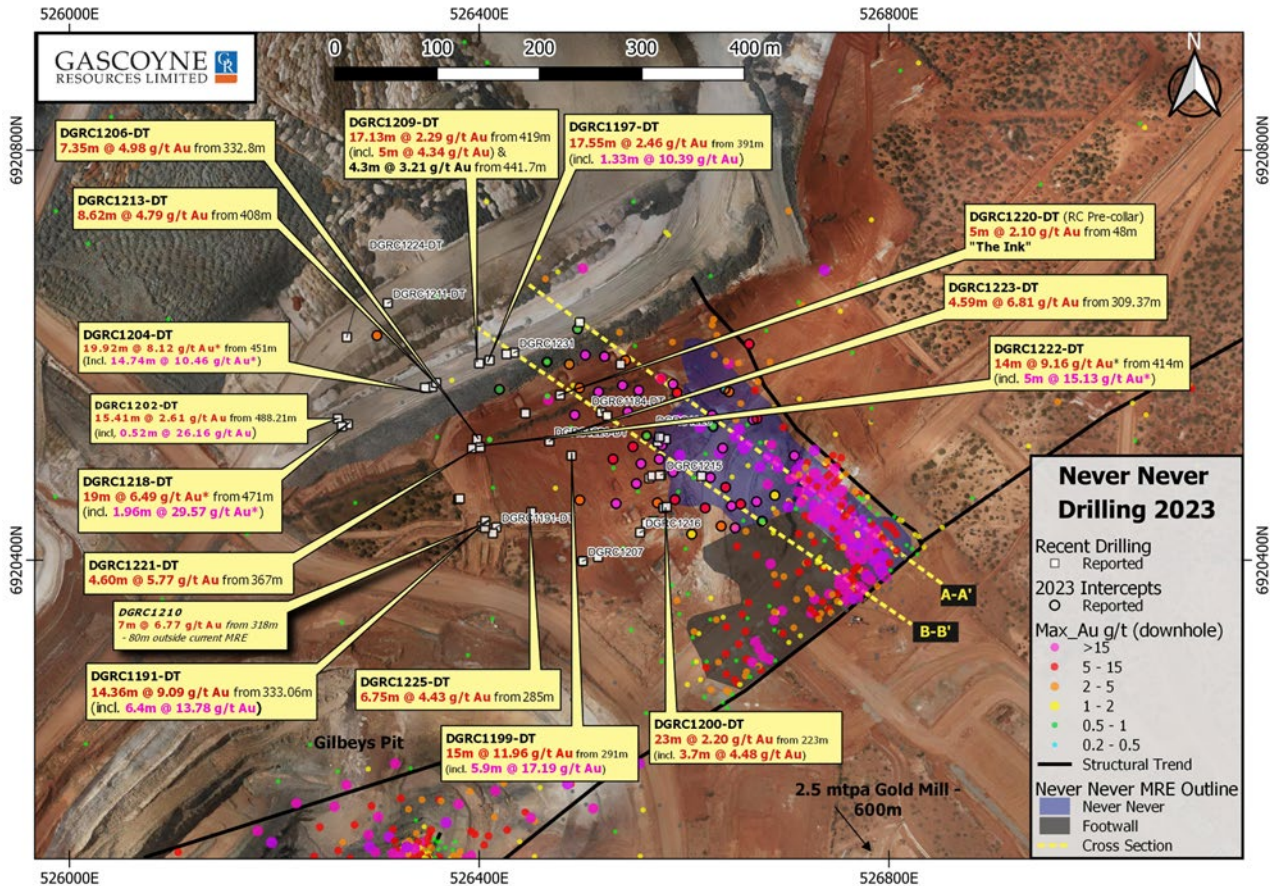 526000E
526400E
526800E
GASCOYNE
RESOURCES LIMITED
GR
0 100 200 300 400 m
N
6920800N
6920800N
6920400N
6920400N
DGRC1206-DT
7.35m @ 4.98 g/t Au from 332.8m
DGRC1213-DT
8.62m @ 4.79 g/t Au from 408m
DGRC1209-DT
17.13m @ 2.29 g/t Au from 419m
(incl. 5m @ 4.34 g/t Au) &
4.3m @ 3.21 g/t Au from 441.7m
DGRC1197-DT
17.55m @ 2.46 g/t Au from 391m
(incl. 1.33m @ 10.39 g/t Au)
DGRC1220-DT (RC Pre-collar)
5m @ 2.10 g/t Au from 48m
"The Ink"
DGRC1223-DT
4.59m @ 6.81 g/t Au from 309.37m
DGRC1222-DT
14m @ 9.16 g/t Au* from 414m
(incl. 5m @ 15.13 g/t Au*)
DGRC1224-DT
DGRC1211-DT
DGRC1231
DGRC1184-DT
DGRC1215
DGRC1191-DT
DGRC1216
DGRC1207
DGRC1204-DT
19.92m @ 8.12 g/t Au* from 451m
(Incl. 14.74m @ 10.46 g/t Au*)
DGRC1202-DT
15.41m @ 2.61 g/t Au from 488.21m
(incl, 0.52m @ 26.16 g/t Au)
DGRC1218-DT
19m @ 6.49 g/t Au* from 471m
(incl. 1.96m @ 29.57 g/t Au*)
DGRC1221-DT
4.60m @ 5.77 g/t Au from 367m
DGRC1210
7m @ 6.77 g/t Au from 318m
- 80m outside current MRE
DGRC1191-DT
14.36m @ 9.09 g/t Au from 333.06m
(incl. 6.4m @ 13.78 g/t Au)
DGRC1225-DT
6.75m @ 4.43 g/t Au from 285m
DGRC1199-DT
15m @ 11.96 g/t Au from 291m
(incl. 5.9m @ 17.19 g/t Au)
DGRC1200-DT
23m @ 2.20 g/t Au from 223m
(incl. 3.7m @ 4.48 g/t Au)
A-A'
B-B'
Gilbeys Pit
2.5 mtpa Gold Mill -
600m
Never Never
Drilling 2023
Recent Drilling
Reported
2023 Intercepts
Reported
Max_Au g/t (downhole)
>15
5 - 15
2 - 5
1 - 2
0.5 - 1
0.2 - 0.5
Structural Trend
Never Never MRE Outline
Never Never
Footwall
Cross Section
526000E
526400E
526800E